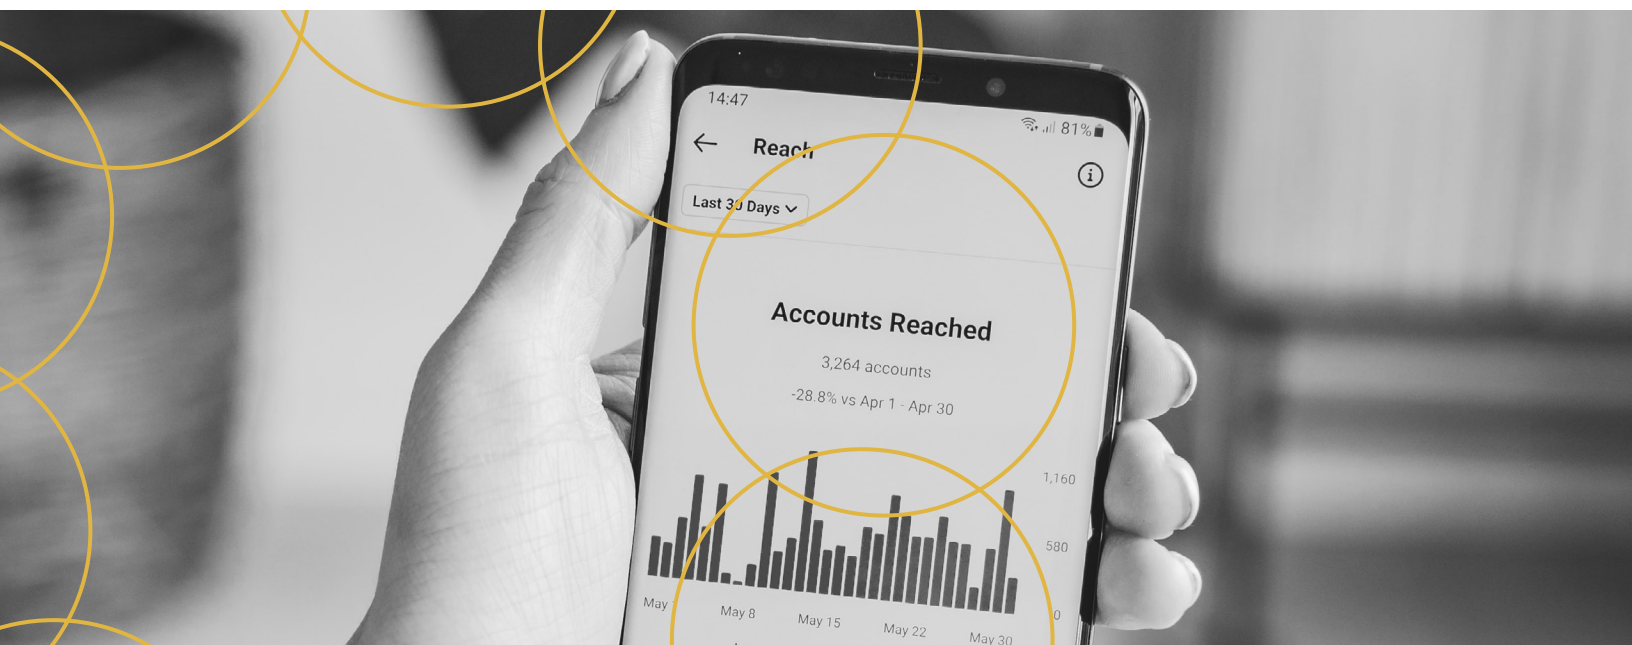 14:47
81%
Reach
Last 30 Days
Accounts Reached
3,264 accounts
-28.8% vs Apr 1 - Apr 30
1,160
580
0
May
May 8
May 15
May 22
May 30